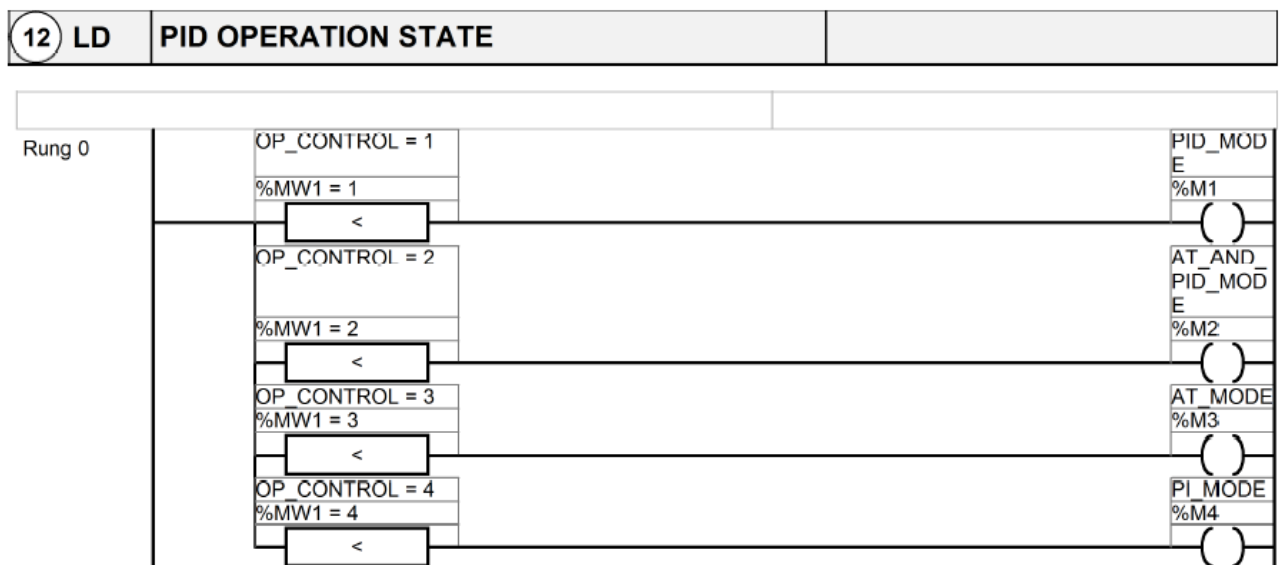 12 LD PID OPERATION STATE
Rung 0
OP_CONTROL = 1 PID_MOD
E
%MW1 = 1 %M1
<
OP_CONTROL = 2 AT_AND_
PID_MOD
E
%MW1 = 2 %M2
<
OP_CONTROL = 3 AT_MODE
%MW1 = 3 %M3
<
OP_CONTROL = 4 PI_MODE
%MW1 = 4 %M4
<